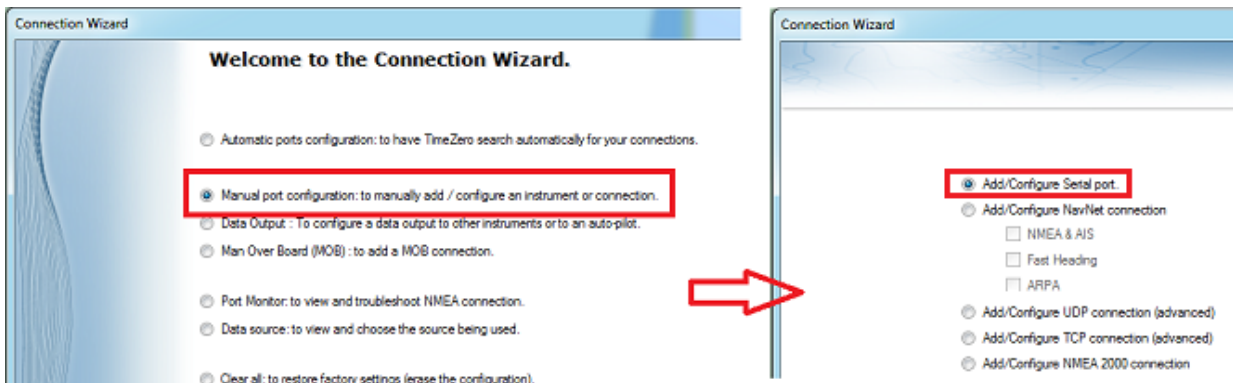 Connection Wizard
Welcome to the Connection Wizard.
Automatic ports configuration: to have TimeZero search automatically for your connections.
Manual port configuration: to manually add / configure an instrument or connection.
Data Output : To configure a data output to other instruments or to an auto-pilot.
Man Over Board (MOB) : to add a MOB connection.
Port Monitor: to view and troubleshoot NMEA connection.
Data source: to view and choose the source being used.
Clear all: to restore factory settings (erase the configuration).
Connection Wizard
Add/Configure Serial port.
Add/Configure NavNet connection
NMEA & AIS
Fast Heading
ARPA
Add/Configure UDP connection (advanced)
Add/Configure TCP connection (advanced)
Add/Configure NMEA 2000 connection